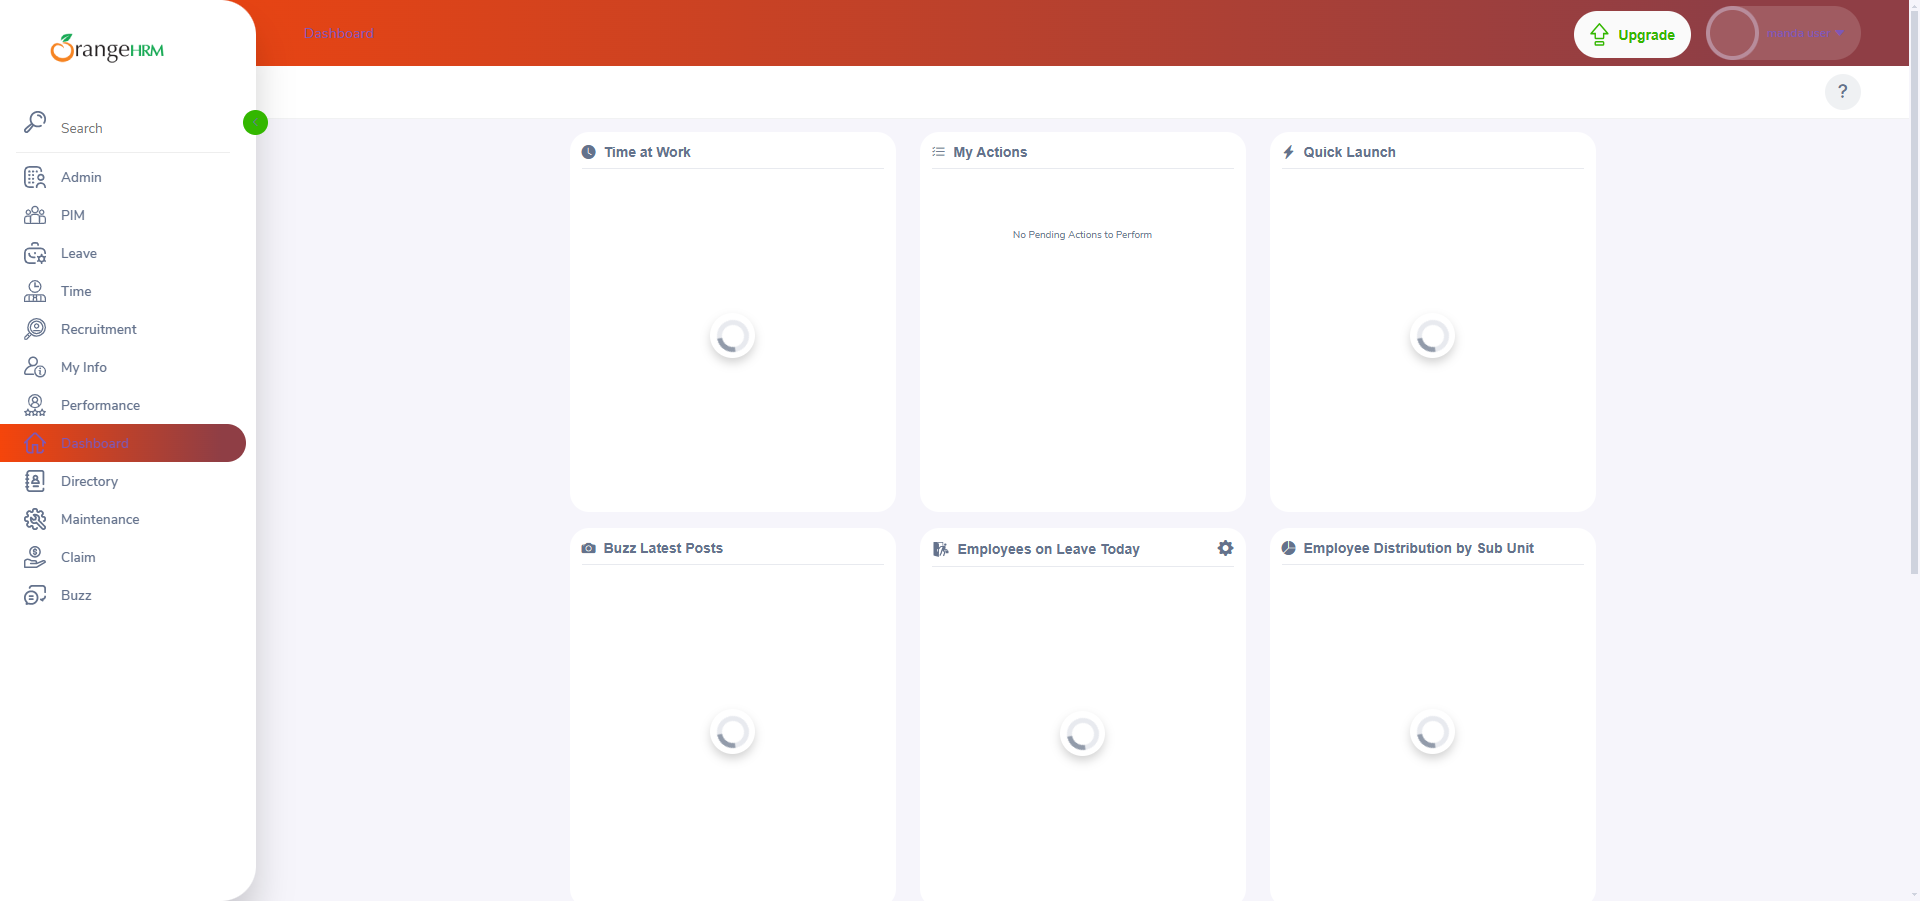 OrangeHRM
Dashboard
Upgrade
?
Search
Admin
PIM
Leave
Time
Recruitment
My Info
Performance
Dashboard
Directory
Maintenance
Claim
Buzz
Time at Work
My Actions
No Pending Actions to Perform
Quick Launch
Buzz Latest Posts
Employees on Leave Today
Employee Distribution by Sub Unit